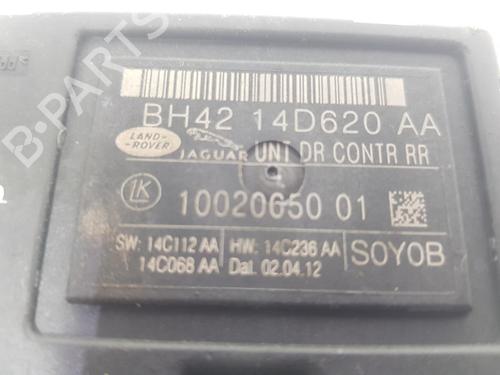 BH42 14D620 AA
LAND-
ROVER
JAGUAR UNI DR CONTR RR
LK
10020650 01
SW: 14C112 AA HW: 14C236 AA
14C068 AA Dat. 02.04.12
SOYOB
B-PARTS